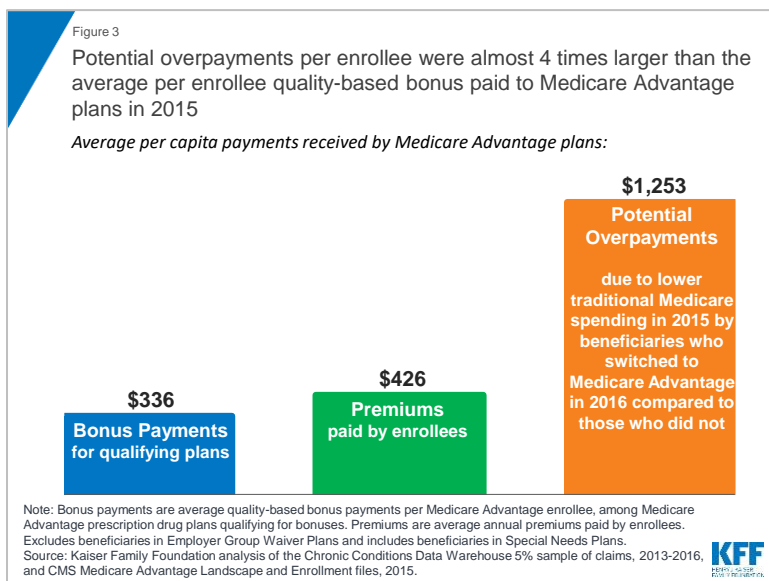 Figure 3
Potential overpayments per enrollee were almost 4 times larger than the
average per enrollee quality-based bonus paid to Medicare Advantage
plans in 2015
Average per capita payments received by Medicare Advantage plans:
$336
Bonus Payments
for qualifying plans
$426
Premiums
paid by enrollees
$1,253
Potential
Overpayments
due to lower
traditional Medicare
spending in 2015 by
beneficiaries who
switched to
Medicare Advantage
in 2016 compared to
those who did not
Note: Bonus payments are average quality-based bonus payments per Medicare Advantage enrollee, among Medicare
Advantage prescription drug plans qualifying for bonuses. Premiums are average annual premiums paid by enrollees.
Excludes beneficiaries in Employer Group Waiver Plans and includes beneficiaries in Special Needs Plans.
Source: Kaiser Family Foundation analysis of the Chronic Conditions Data Warehouse 5% sample of claims, 2013-2016,
and CMS Medicare Advantage Landscape and Enrollment files, 2015.
KFF
HENRY J KAISER
FAMILY FOUNDATION